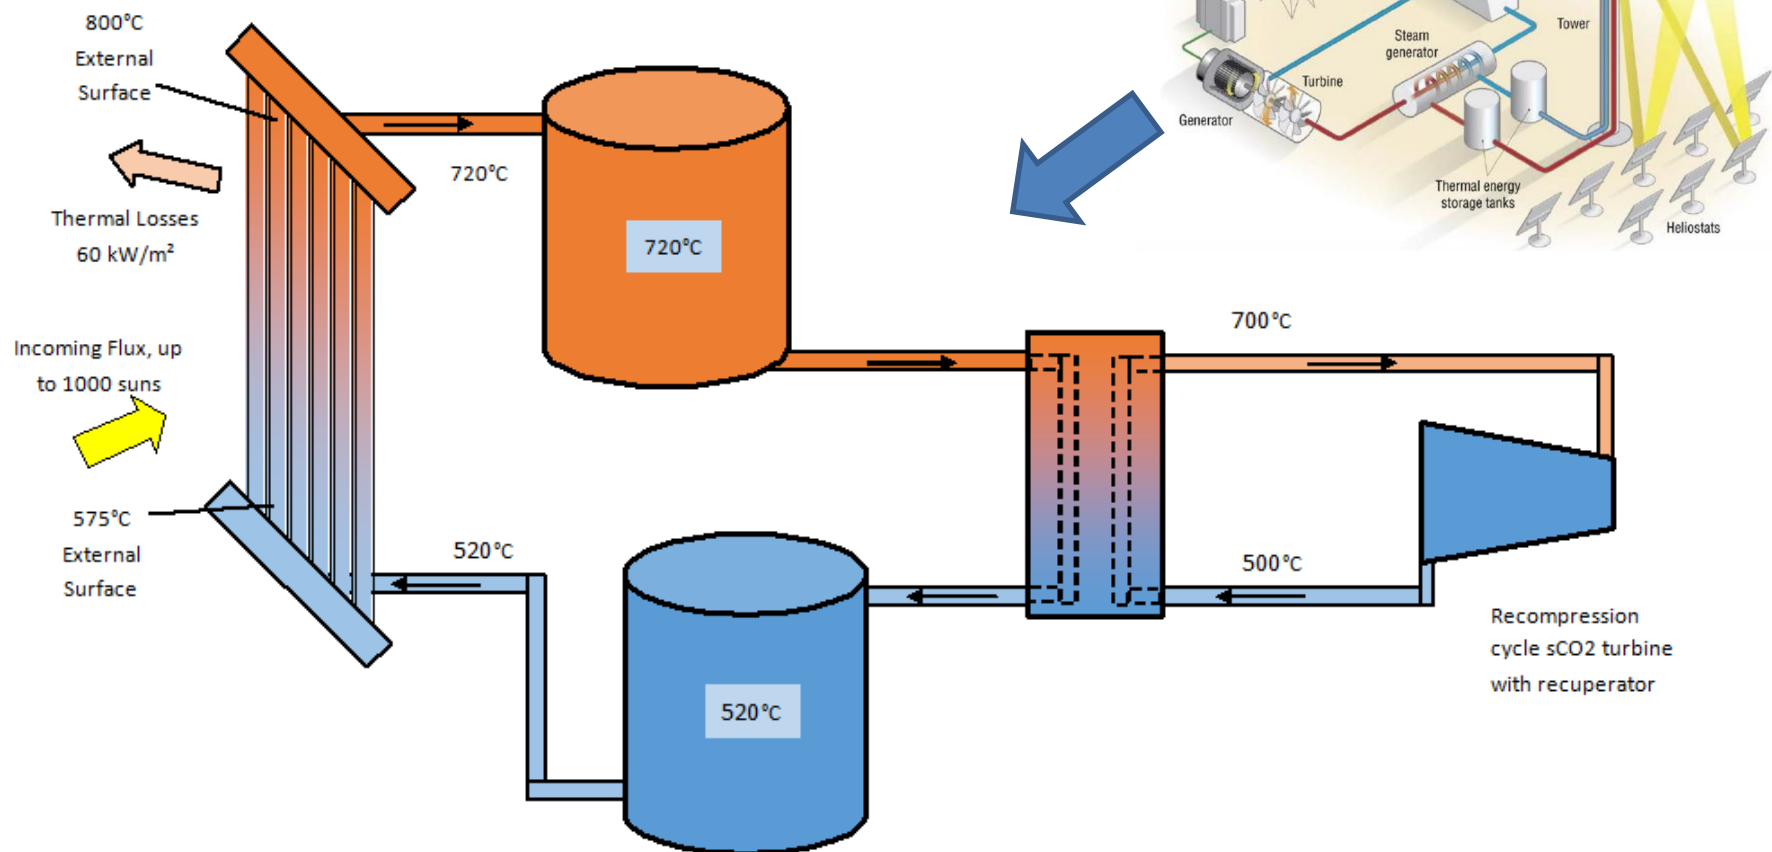 800°C
External
Surface
Thermal Losses
60 kW/m²
Incoming Flux, up
to 1000 suns
575°C
External
Surface
720°C
720°C
520°C
520°C
700°C
500°C
Recompression
cycle sCO2 turbine
with recuperator
Tower
Steam
generator
Turbine
Generator
Thermal energy
storage tanks
Heliostats